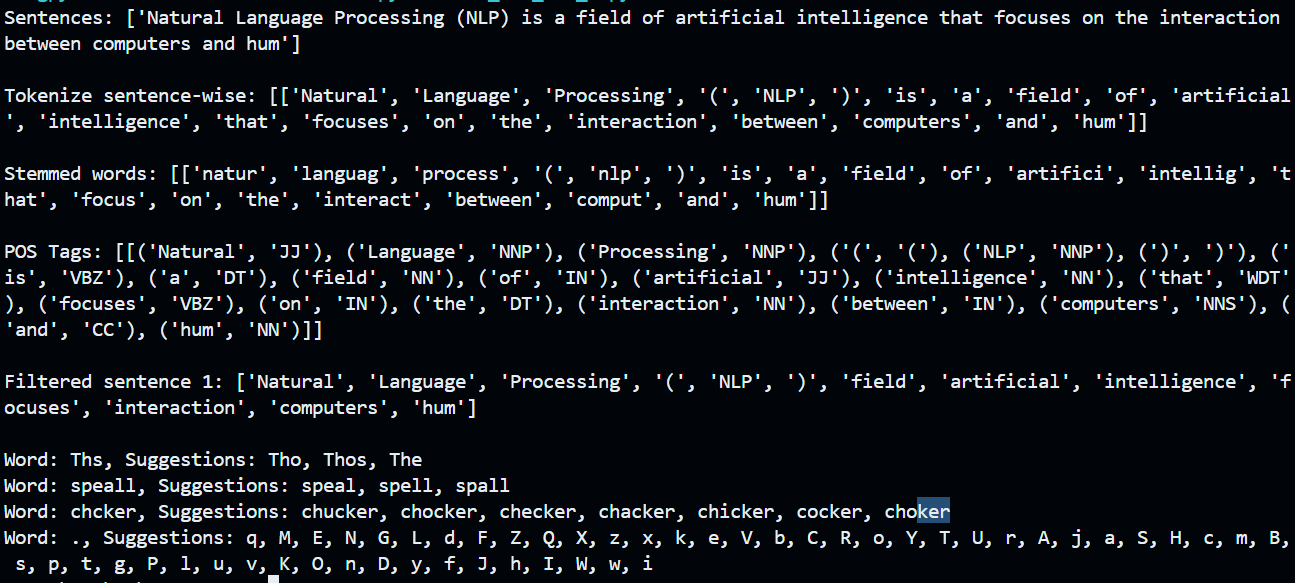 Sentences: ['Natural Language Processing (NLP) is a field of artificial intelligence that focuses on the interaction
between computers and hum']
Tokenize sentence-wise: [['Natural', 'Language', 'Processing', '(', 'NLP', ')', 'is', 'a', 'field', 'of', 'artificial
', 'intelligence', 'that', 'focuses', 'on', 'the', 'interaction', 'between', 'computers', 'and', 'hum']]
Stemmed words: [['natur', 'languag', 'process', '(', 'nlp', ')', 'is', 'a', 'field', 'of', 'artifici', 'intellig', 't
hat', 'focus', 'on', 'the', 'interact', 'between', 'comput', 'and', 'hum']]
POS Tags: [[('Natural', 'JJ'), ('Language', 'NNP'), ('Processing', 'NNP'), ('(', '('), ('NLP', 'NNP'), (')', ')'), ('
is', 'VBZ'), ('a', 'DT'), ('field', 'NN'), ('of', 'IN'), ('artificial', 'JJ'), ('intelligence', 'NN'), ('that', 'WDT'
), ('focuses', 'VBZ'), ('on', 'IN'), ('the', 'DT'), ('interaction', 'NN'), ('between', 'IN'), ('computers', 'NNS'), (
'and', 'CC'), ('hum', 'NN')]]
Filtered sentence 1: ['Natural', 'Language', 'Processing', '(', 'NLP', ')', 'field', 'artificial', 'intelligence', 'f
ocuses', 'interaction', 'computers', 'hum']
Word: Ths, Suggestions: Tho, Thos, The
Word: speall, Suggestions: speal, spell, spall
Word: chcker, Suggestions: chucker, chocker, checker, chacker, chicker, cocker, choker
Word: ., Suggestions: q, M, E, N, G, L, d, F, Z, Q, X, z, x, k, e, V, b, C, R, o, Y, T, U, r, A, j, a, S, H, c, m, B,
s, p, t, g, P, l, u, v, K, O, n, D, y, f, J, h, I, W, w, i